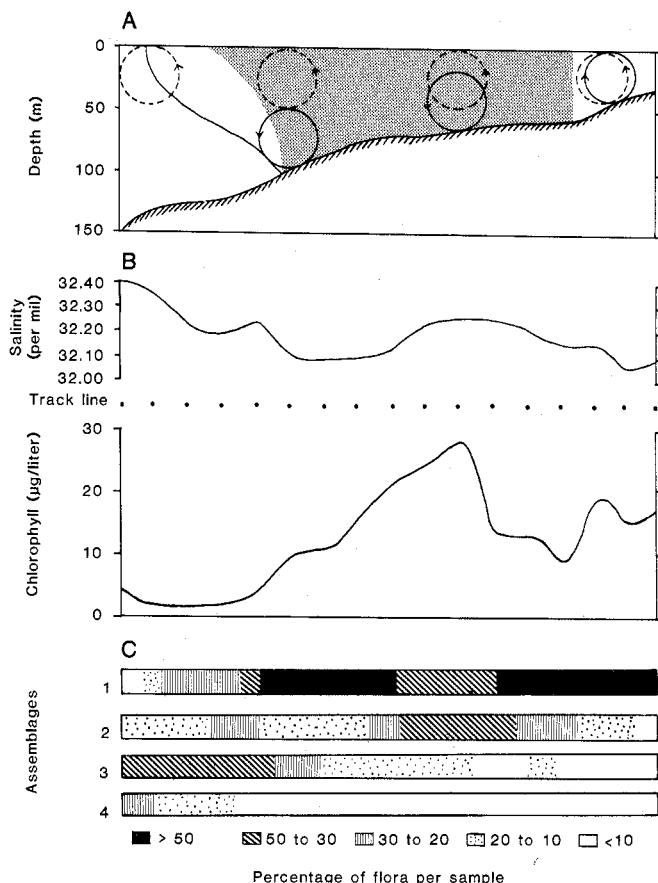 A
0
50
100
150
Depth (m)
B
32.40
32.30
32.20
32.10
32.00
Salinity
(per mil)
Track line
30
20
10
0
Chlorophyll (µg/liter)
C
1
2
3
4
Assemblages
> 50 50 to 30 30 to 20 20 to 10 <10
Percentage of flora per sample